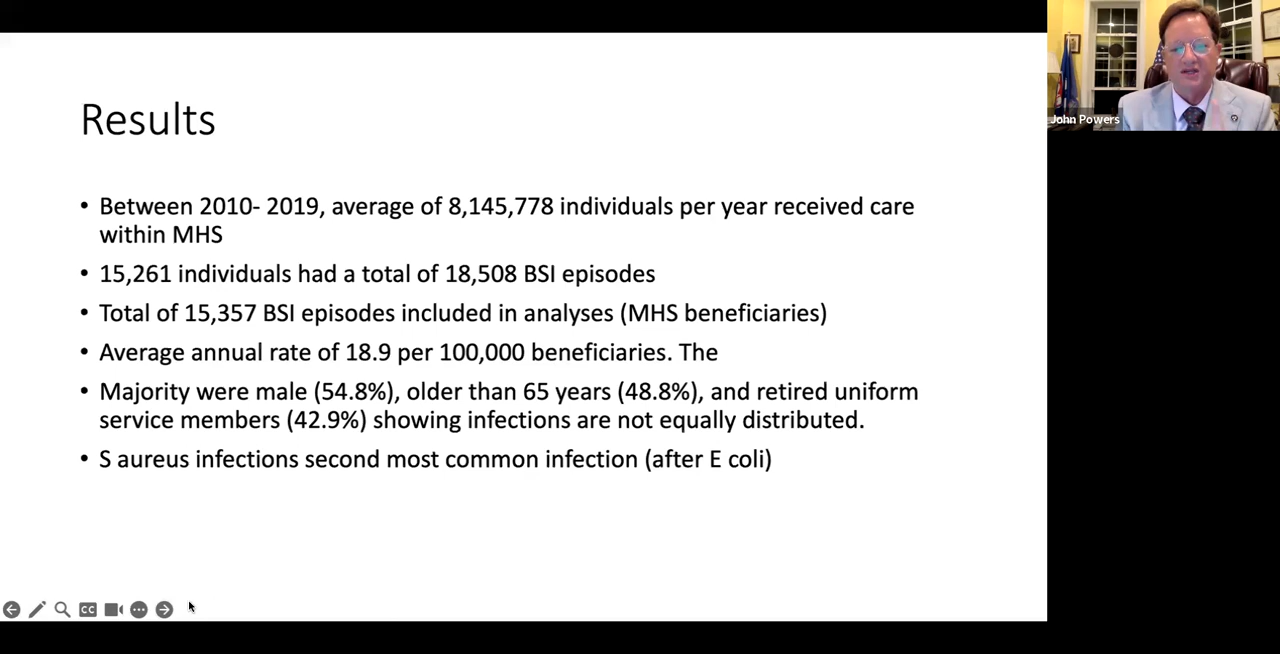 Results
• Between 2010- 2019, average of 8,145,778 individuals per year received care
within MHS
• 15,261 individuals had a total of 18,508 BSI episodes
• Total of 15,357 BSI episodes included in analyses (MHS beneficiaries)
• Average annual rate of 18.9 per 100,000 beneficiaries. The
• Majority were male (54.8%), older than 65 years (48.8%), and retired uniform
service members (42.9%) showing infections are not equally distributed.
• S aureus infections second most common infection (after E coli)
CC
John Powers